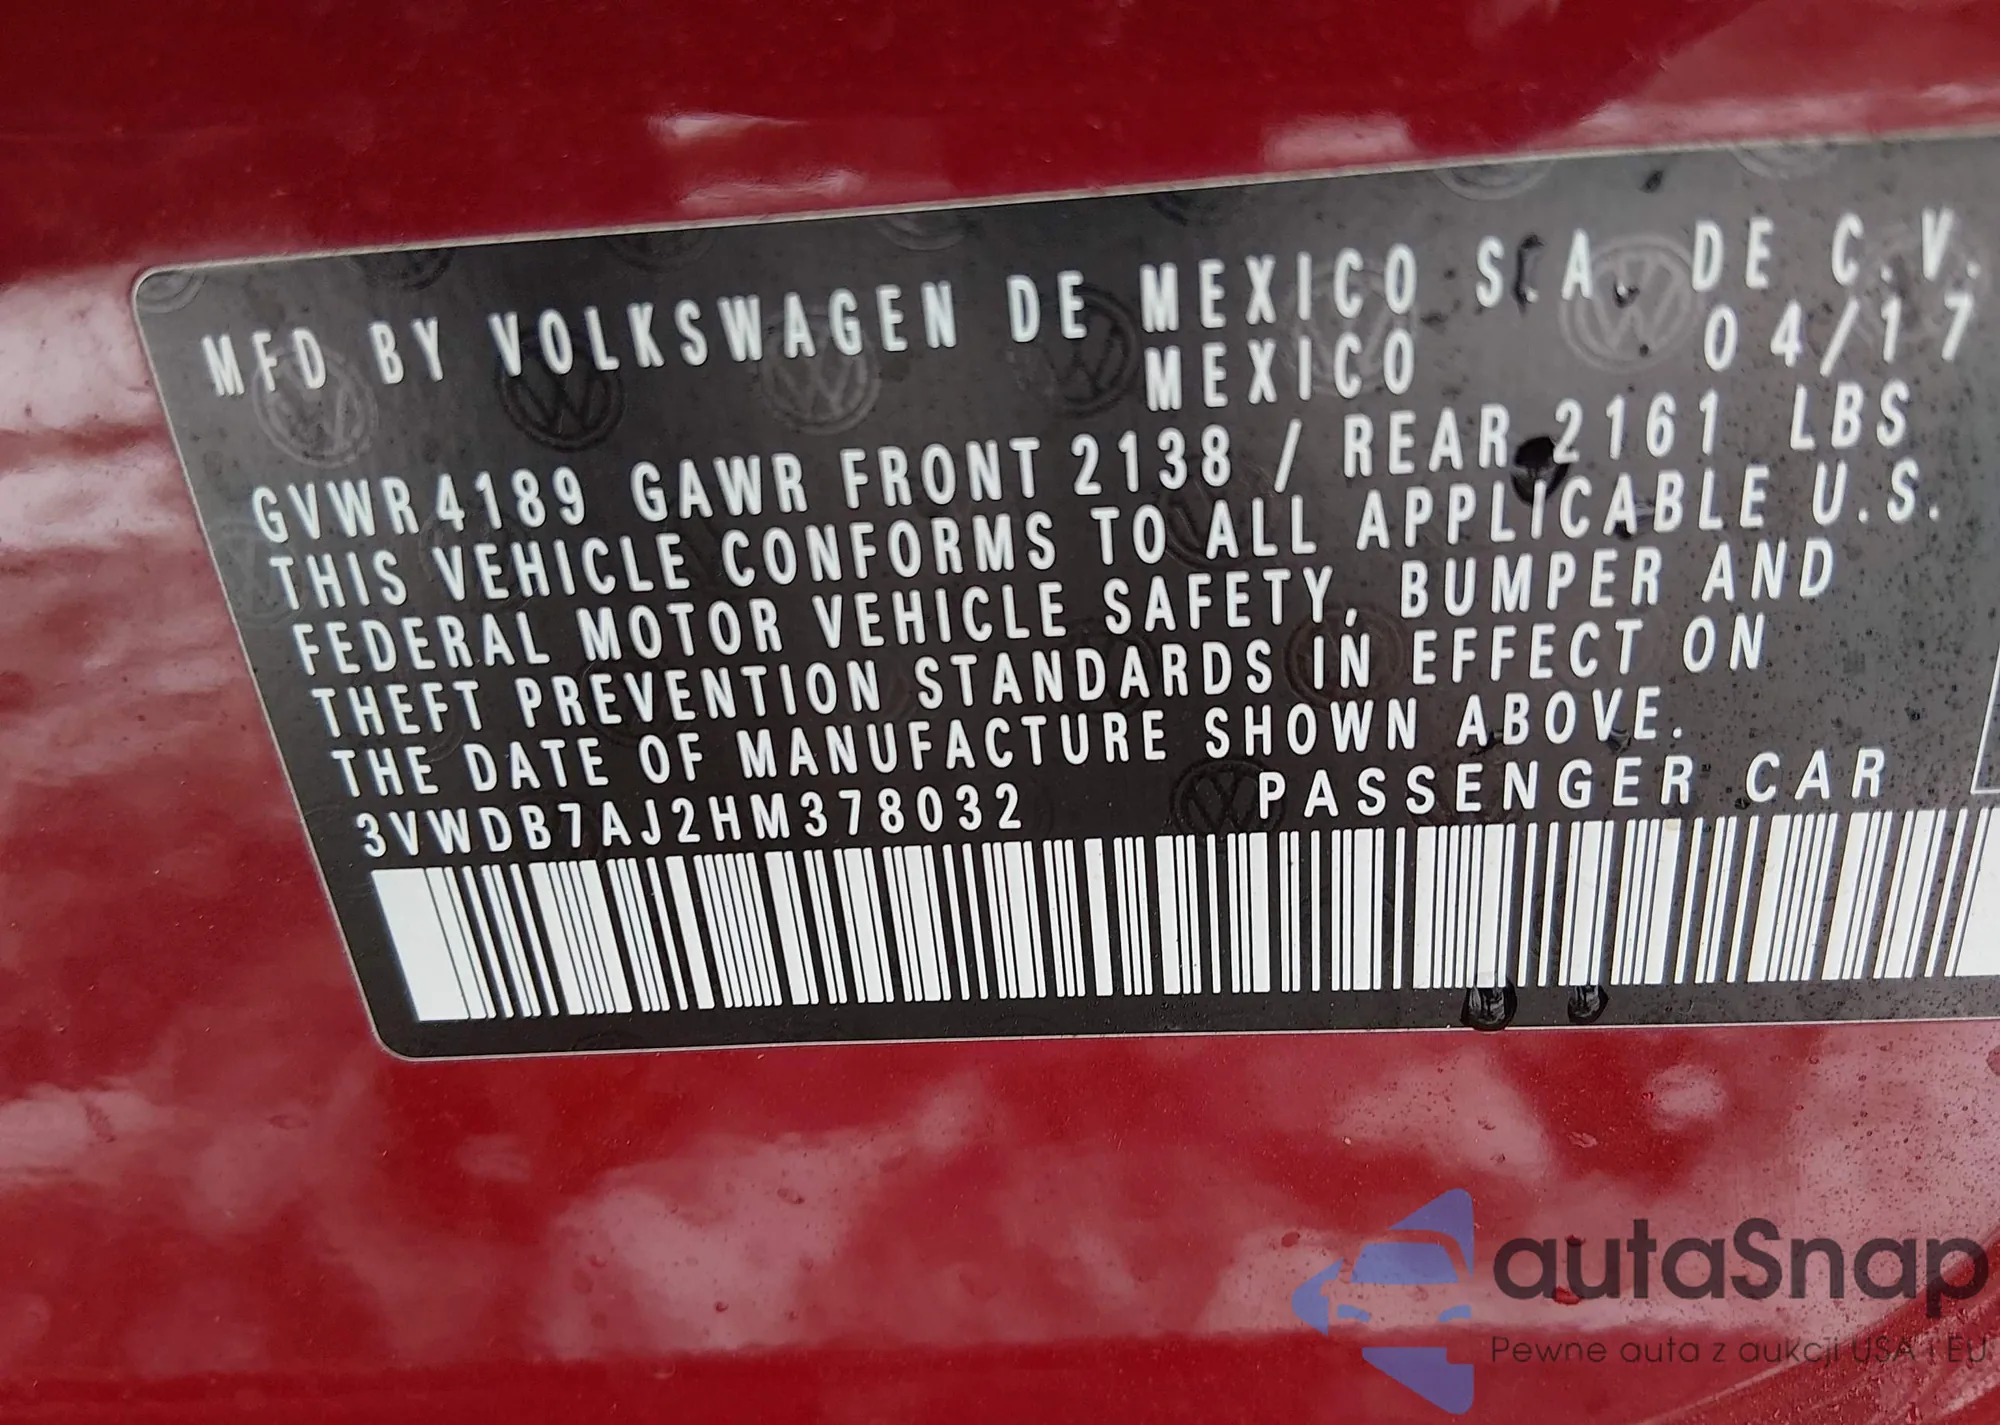 MFD BY VOLKSWAGEN DE MEXICO S.A. DE C.V.
MEXICO 04/17
GVWR 4189 GAWR FRONT 2138 / REAR 2161 LBS
THIS VEHICLE CONFORMS TO ALL APPLICABLE U.S.
FEDERAL MOTOR VEHICLE SAFETY, BUMPER AND
THEFT PREVENTION STANDARDS IN EFFECT ON
THE DATE OF MANUFACTURE SHOWN ABOVE.
3VWDB7AJ2HM378032 PASSENGER CAR
autaSnap
Pewne auta z aukcji USA i EU